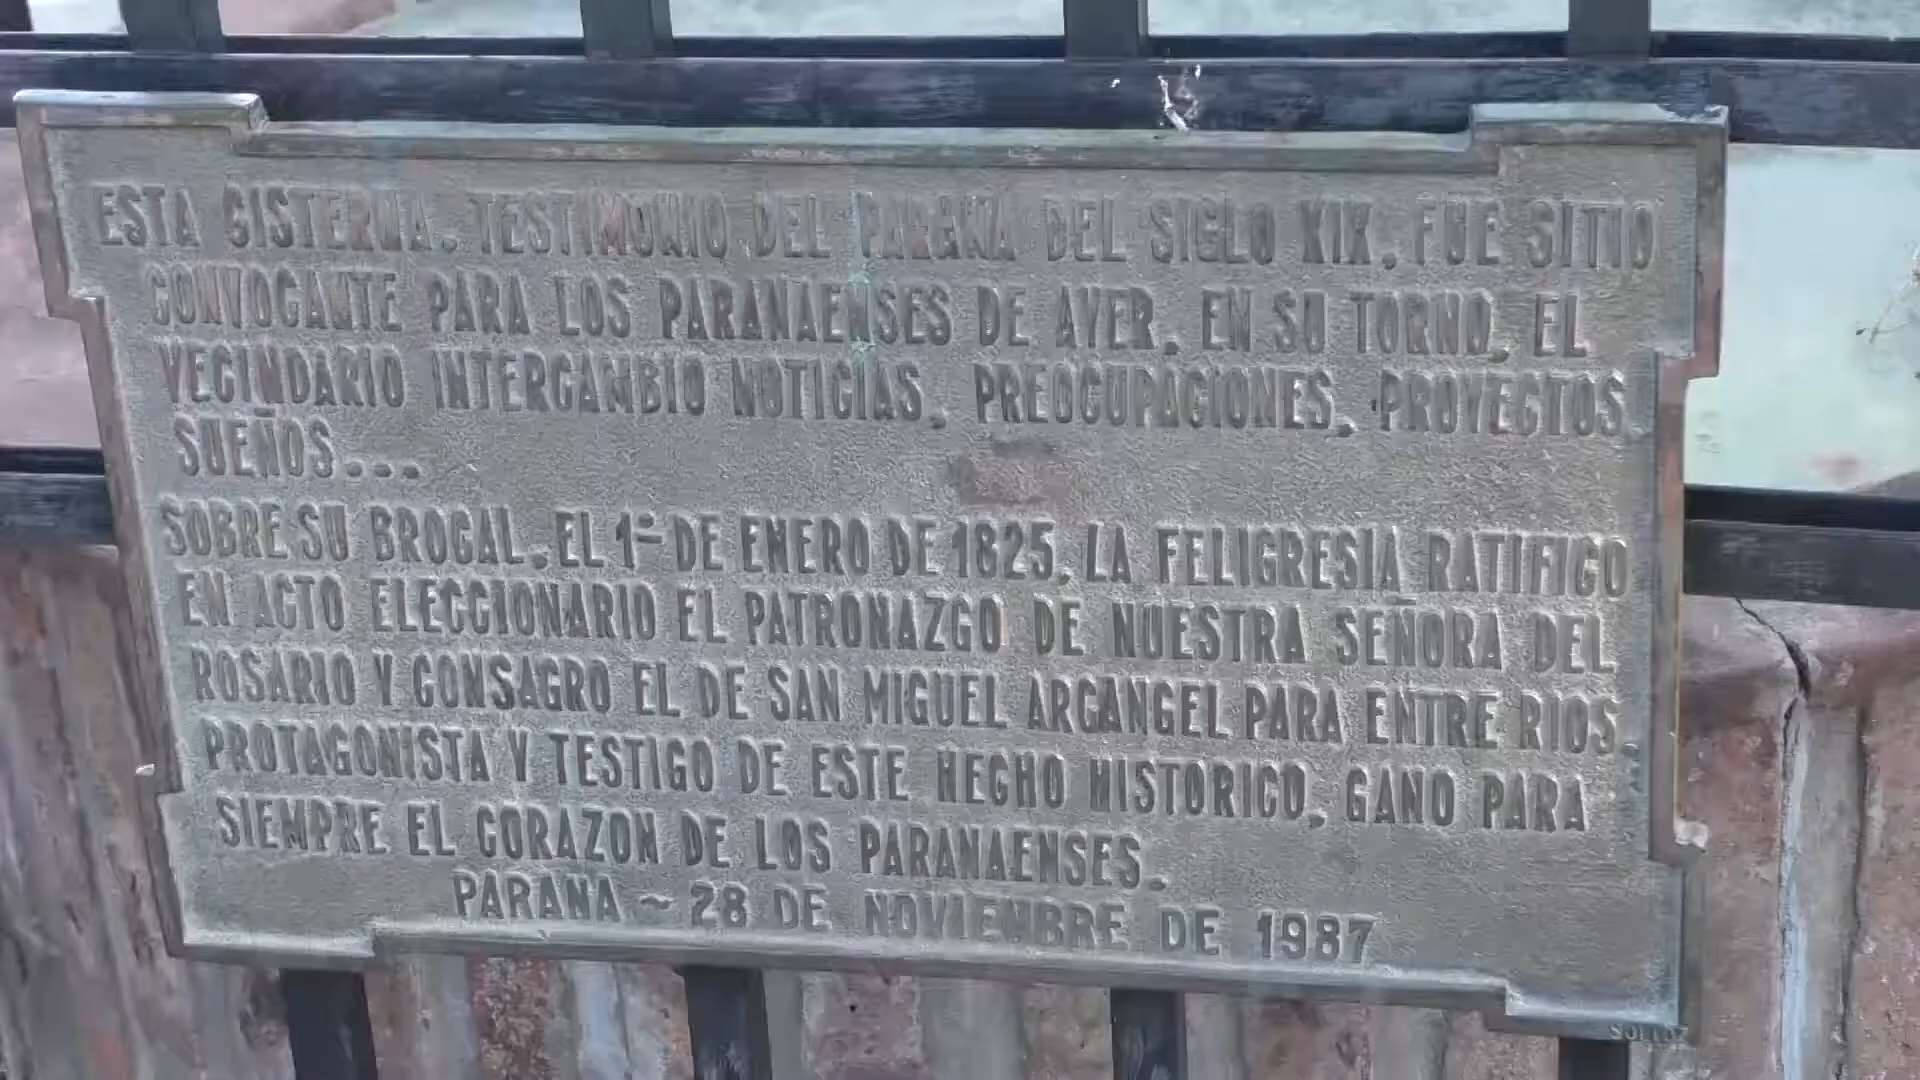 ESTA CISTERNA, TESTIMONIO DEL PARANA DEL SIGLO XIX, FUE SITIO
CONVOCANTE PARA LOS PARANAENSES DE AYER. EN SU TORNO, EL
VECINDARIO INTERCAMBIO NOTICIAS, PREOCUPACIONES, PROYECTOS
SUEÑOS...
SOBRE SU BROCAL, EL 1º DE ENERO DE 1825, LA FELIGRESIA RATIFICO
EN ACTO ELECCIONARIO EL PATRONAZGO DE NUESTRA SEÑORA DEL
ROSARIO Y CONSAGRO EL DE SAN MIGUEL ARCANGEL PARA ENTRE RIOS.
PROTAGONISTA Y TESTIGO DE ESTE HECHO HISTORICO, GANO PARA
SIEMPRE EL CORAZON DE LOS PARANAENSES.
PARANA ~ 28 DE NOVIEMBRE DE 1987